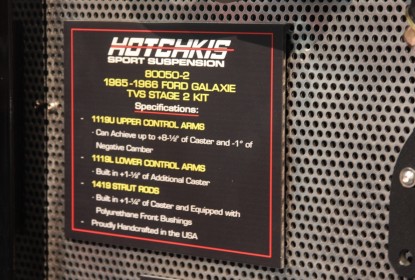 HOTCHKIS
SPORT SUSPENSION
80050-2
1965-1966 FORD GALAXIE
TVS STAGE 2 KIT
Specifications:
- 1119U UPPER CONTROL ARMS
- Can Achieve up to +8-½° of Caster and -1° of
Negative Camber
- 1119L LOWER CONTROL ARMS
- Built in +1-½° of Additional Caster
- 1419 STRUT RODS
- Built in +1-¼° of Caster and Equipped with
Polyurethane Front Bushings
- Proudly Handcrafted in the USA